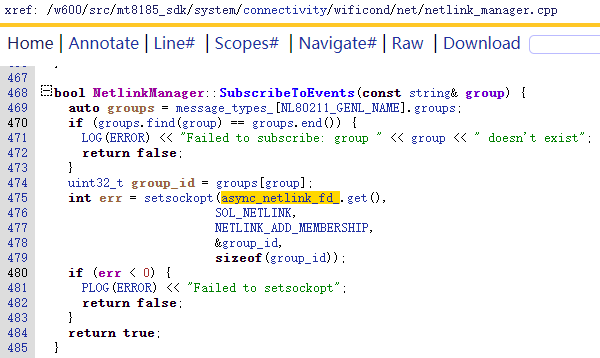 xref: /w600/src/mt8185_sdk/system/connectivity/wificond/net/netlink_manager.cpp
Home | Annotate | Line# | Scopes# | Navigate# | Raw | Download
467
468 bool NetlinkManager::SubscribeToEvents(const string& group) {
469 auto groups = message_types_[NL80211_GENL_NAME].groups;
470 if (groups.find(group) == groups.end()) {
471 LOG(ERROR) << "Failed to subscribe: group " << group << " doesn't exist";
472 return false;
473 }
474 uint32_t group_id = groups[group];
475 int err = setsockopt(async_netlink_fd_.get(),
476 SOL_NETLINK,
477 NETLINK_ADD_MEMBERSHIP,
478 &group_id,
479 sizeof(group_id));
480 if (err < 0) {
481 PLOG(ERROR) << "Failed to setsockopt";
482 return false;
483 }
484 return true;
485 }